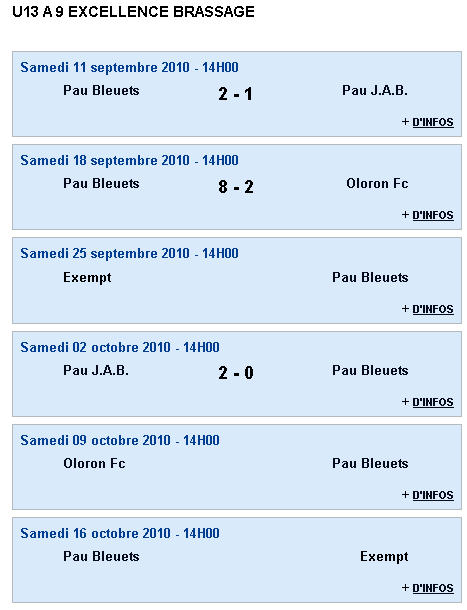 U13 A 9 EXCELLENCE BRASSAGE
Samedi 11 septembre 2010 - 14H00
Pau Bleuets 2 - 1 Pau J.A.B.
+ D'INFOS
Samedi 18 septembre 2010 - 14H00
Pau Bleuets 8 - 2 Oloron Fc
+ D'INFOS
Samedi 25 septembre 2010 - 14H00
Exempt Pau Bleuets
+ D'INFOS
Samedi 02 octobre 2010 - 14H00
Pau J.A.B. 2 - 0 Pau Bleuets
+ D'INFOS
Samedi 09 octobre 2010 - 14H00
Oloron Fc Pau Bleuets
+ D'INFOS
Samedi 16 octobre 2010 - 14H00
Pau Bleuets Exempt
+ D'INFOS